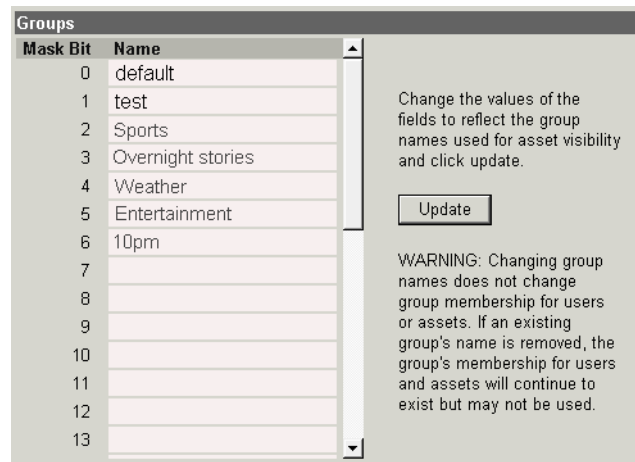 Groups
Mask Bit Name
0 default
1 test
2 Sports
3 Overnight stories
4 Weather
5 Entertainment
6 10pm
7
8
9
10
11
12
13
Change the values of the
fields to reflect the group
names used for asset visibility
and click update.
Update
WARNING: Changing group
names does not change
group membership for users
or assets. If an existing
group's name is removed, the
group's membership for users
and assets will continue to
exist but may not be used.